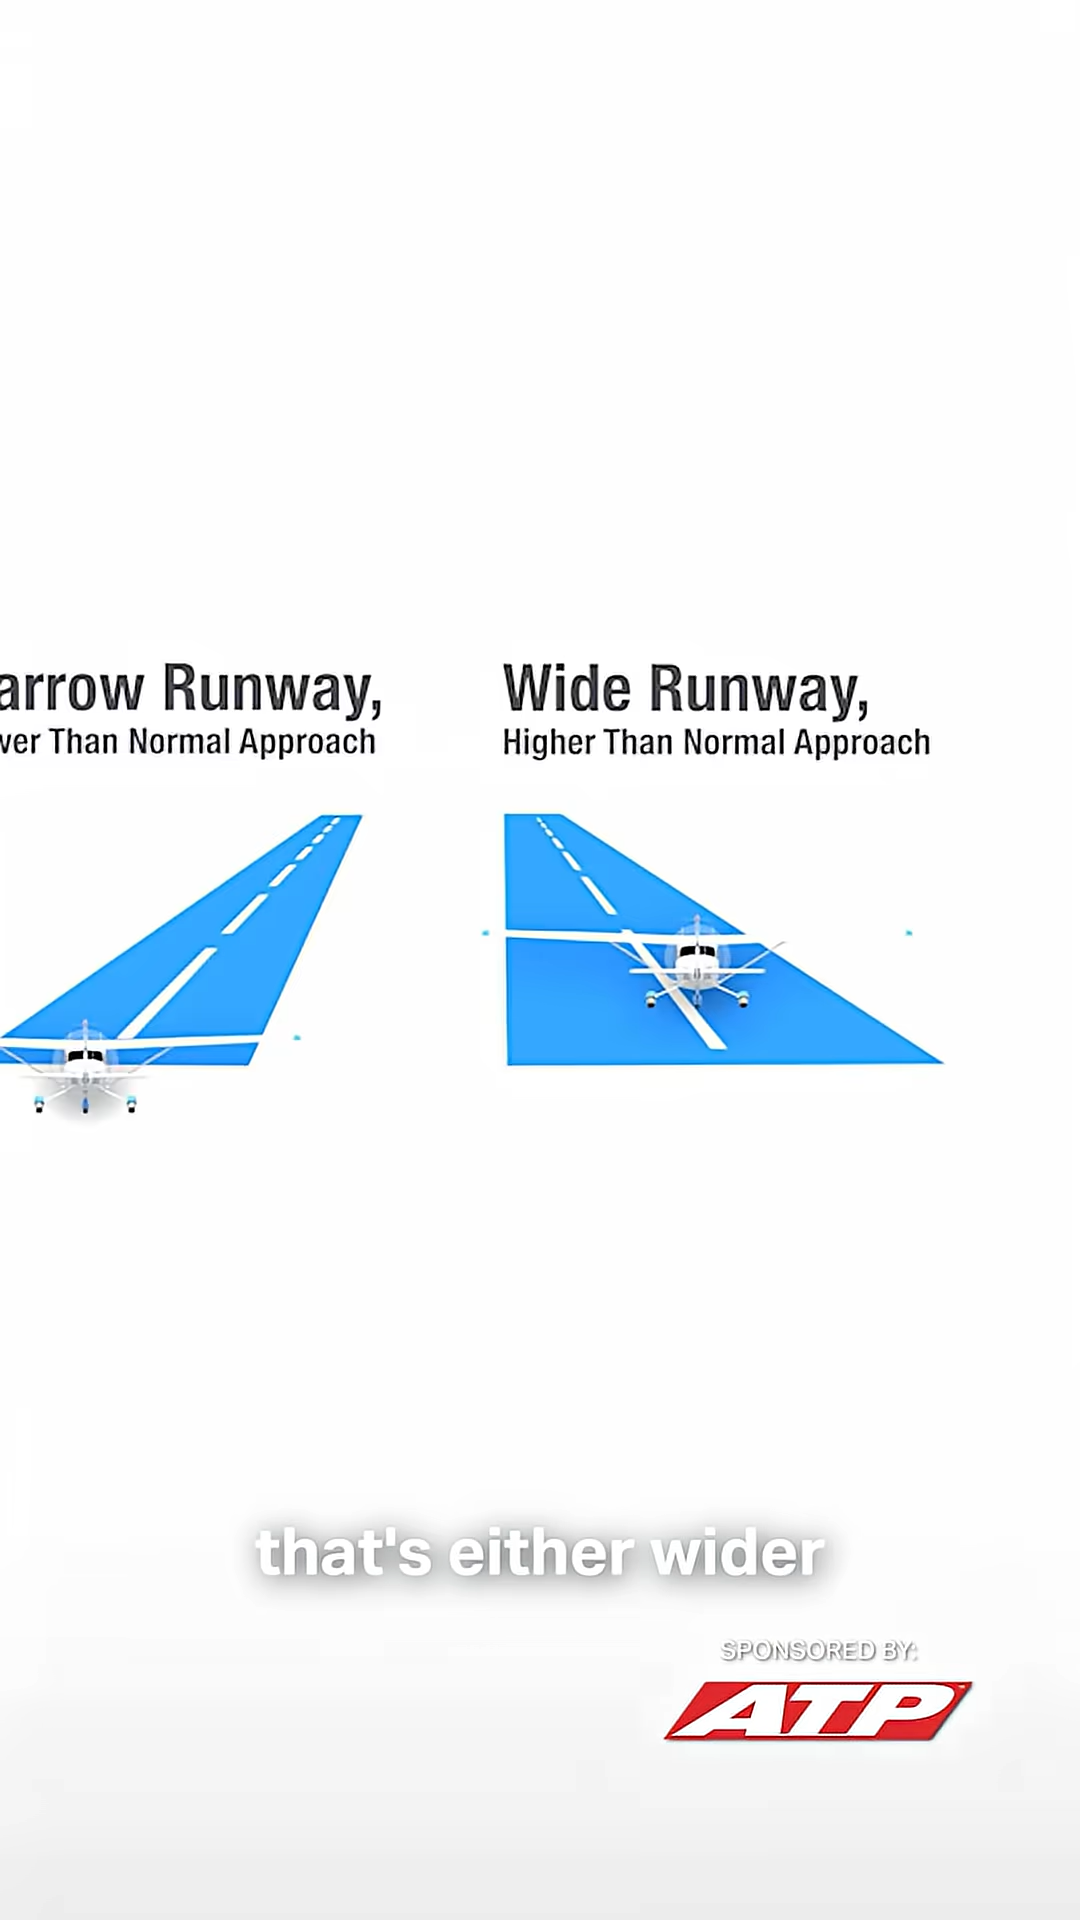 arrow Runway,
ver Than Normal Approach
Wide Runway,
Higher Than Normal Approach
that's either wider
SPONSORED BY:
ATP